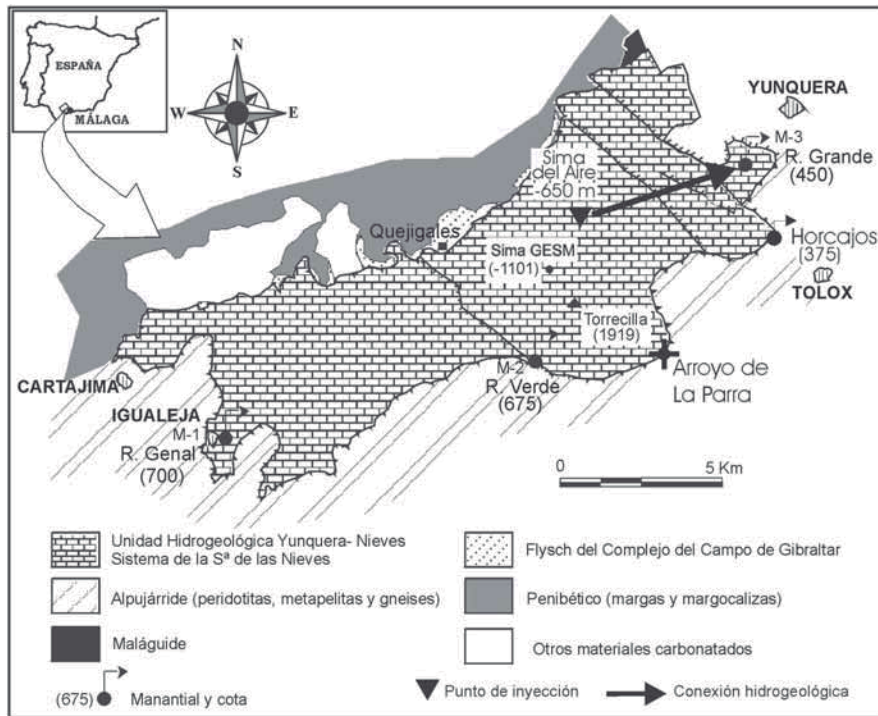 ESPAÑA
MÁLAGA
N
W
E
S
YUNQUERA
M-3
R. Grande
(450)
Sima
del Aire
-650 m
Quejigales
Sima GESM
(-1101)
Horcajos
(375)
TOLOX
Torrecilla
(1919)
M-2
R. Verde
(675)
Arroyo de
La Parra
CARTAJIMA
IGUALEJA
M-1
R. Genal
(700)
0 5 Km
Unidad Hidrogeológica Yunquera- Nieves
Sistema de la Sª de las Nieves
Alpujárride (peridotitas, metapelitas y gneises)
Maláguide
(675) Manantial y cota
Flysch del Complejo del Campo de Gibraltar
Penibético (margas y margocalizas)
Otros materiales carbonatados
Punto de inyección
Conexión hidrogeológica